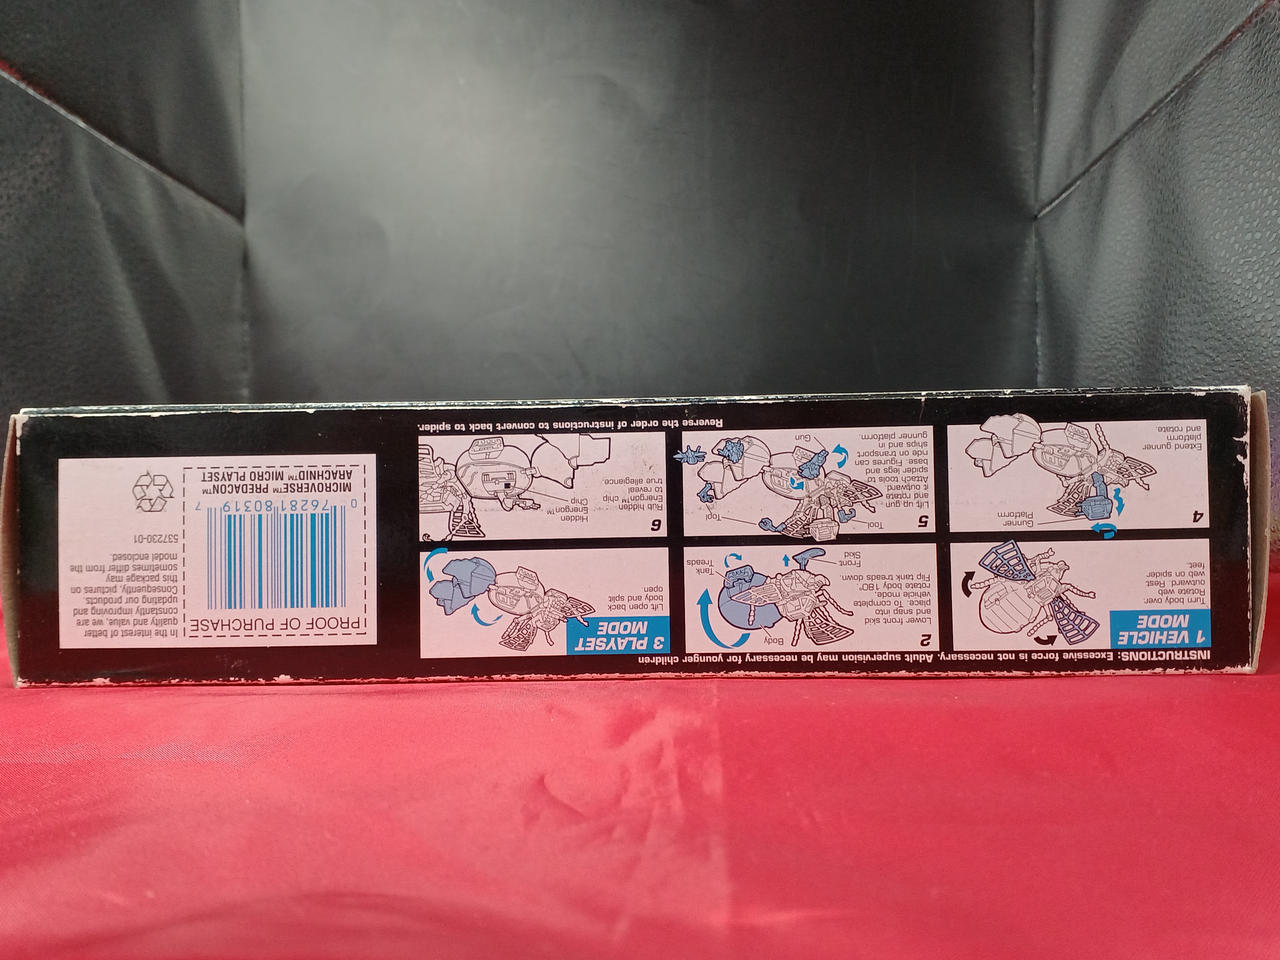 INSTRUCTIONS: Excessive force is not necessary. Adult supervision may be necessary for younger children
1 VEHICLE
MODE
Turn body over.
Rotate web
outward. Rest
spider on web
feet.
2
Lower front skid
and snap into
place. To complete
vehicle mode,
rotate body 180°.
Flip tank treads down.
Body
Tank
Treads
Front
Skid
3 PLAYSET
MODE
Lift open back
body and split
open
4
Gunner
Platform
Extend gunner
platform
and rotate.
5
Lift up gun
and rotate
it outward.
Attach tools to
spider legs and
base. Figures can
ride on transport
ships and in
gunner platform.
Tool
Tool
Gun
6
Hidden
Energon™
Chip
Rub hidden
Energon™ chip
to reveal
true allegiance.
Reverse the order of instructions to convert back to spider.
PROOF OF PURCHASE
0 76281 80319 7
MICROVERSE™ PREDACON™
ARACHNID™ MICRO PLAYSET
In the interest of better
quality and value, we are
constantly improving and
updating our products.
Consequently, pictures on
this package may
sometimes differ from the
model enclosed.
537230-01